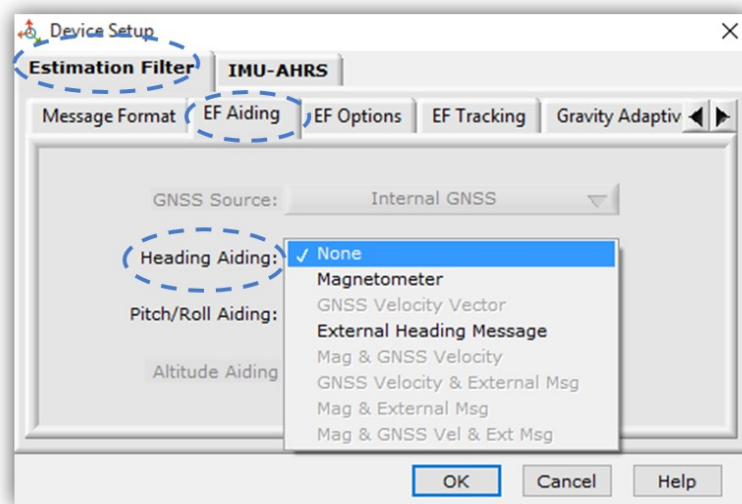 Device Setup
Estimation Filter IMU-AHRS
Message Format EF Aiding EF Options EF Tracking Gravity Adaptiv
GNSS Source: Internal GNSS
Heading Aiding: ✓ None
Magnetometer
GNSS Velocity Vector
Pitch/Roll Aiding: External Heading Message
Mag & GNSS Velocity
Altitude Aiding GNSS Velocity & External Msg
Mag & External Msg
Mag & GNSS Vel & Ext Msg
OK Cancel Help